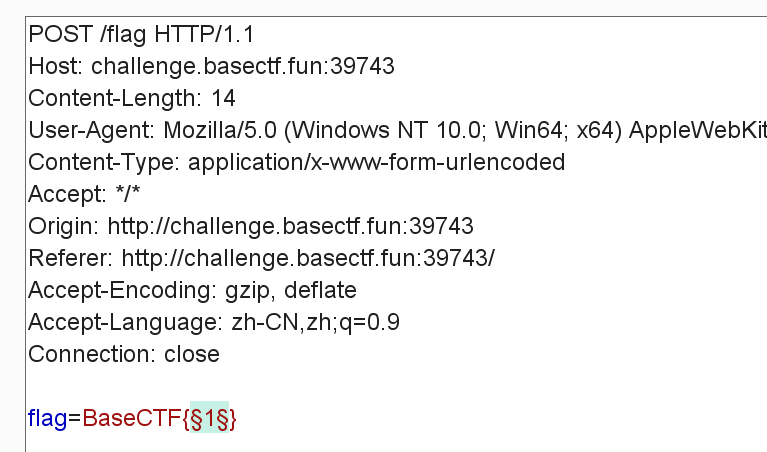 POST /flag HTTP/1.1
Host: challenge.basectf.fun:39743
Content-Length: 14
User-Agent: Mozilla/5.0 (Windows NT 10.0; Win64; x64) AppleWebKit
Content-Type: application/x-www-form-urlencoded
Accept: */*
Origin: http://challenge.basectf.fun:39743
Referer: http://challenge.basectf.fun:39743/
Accept-Encoding: gzip, deflate
Accept-Language: zh-CN,zh;q=0.9
Connection: close
flag=BaseCTF{§1§}